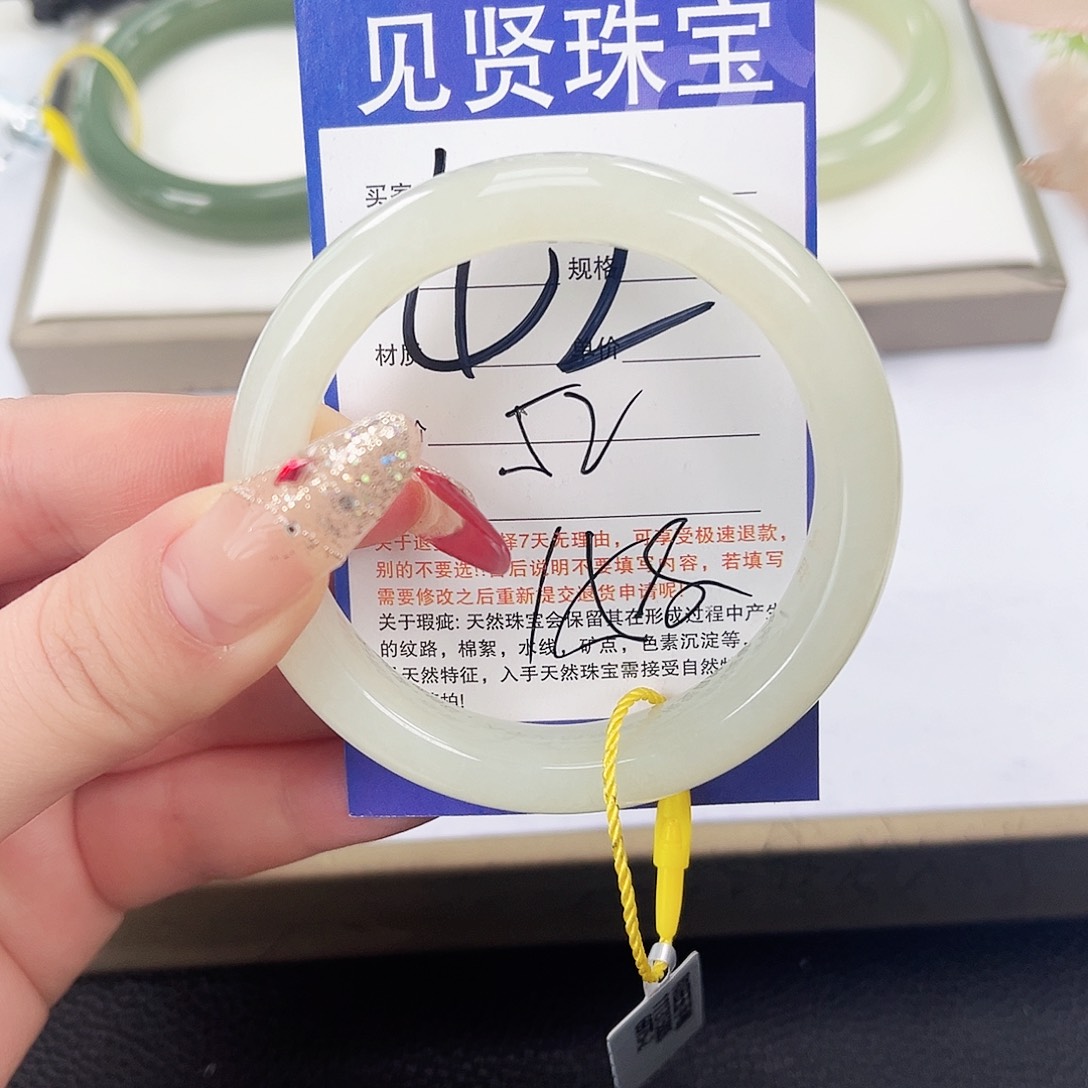 见贤珠宝
买家
62
规格
材质
单价
52
1688
关于退 择7天无理由，可享受极速退款，
别的不要选!!售后说明不要填写内容，若填写
需要修改之后重新提交退货申请呢!
关于瑕疵: 天然珠宝会保留其在形成过程中产生
的纹路，棉絮，水线，矿点，色素沉淀等，
天然特征，入手天然珠宝需接受自然
拍!